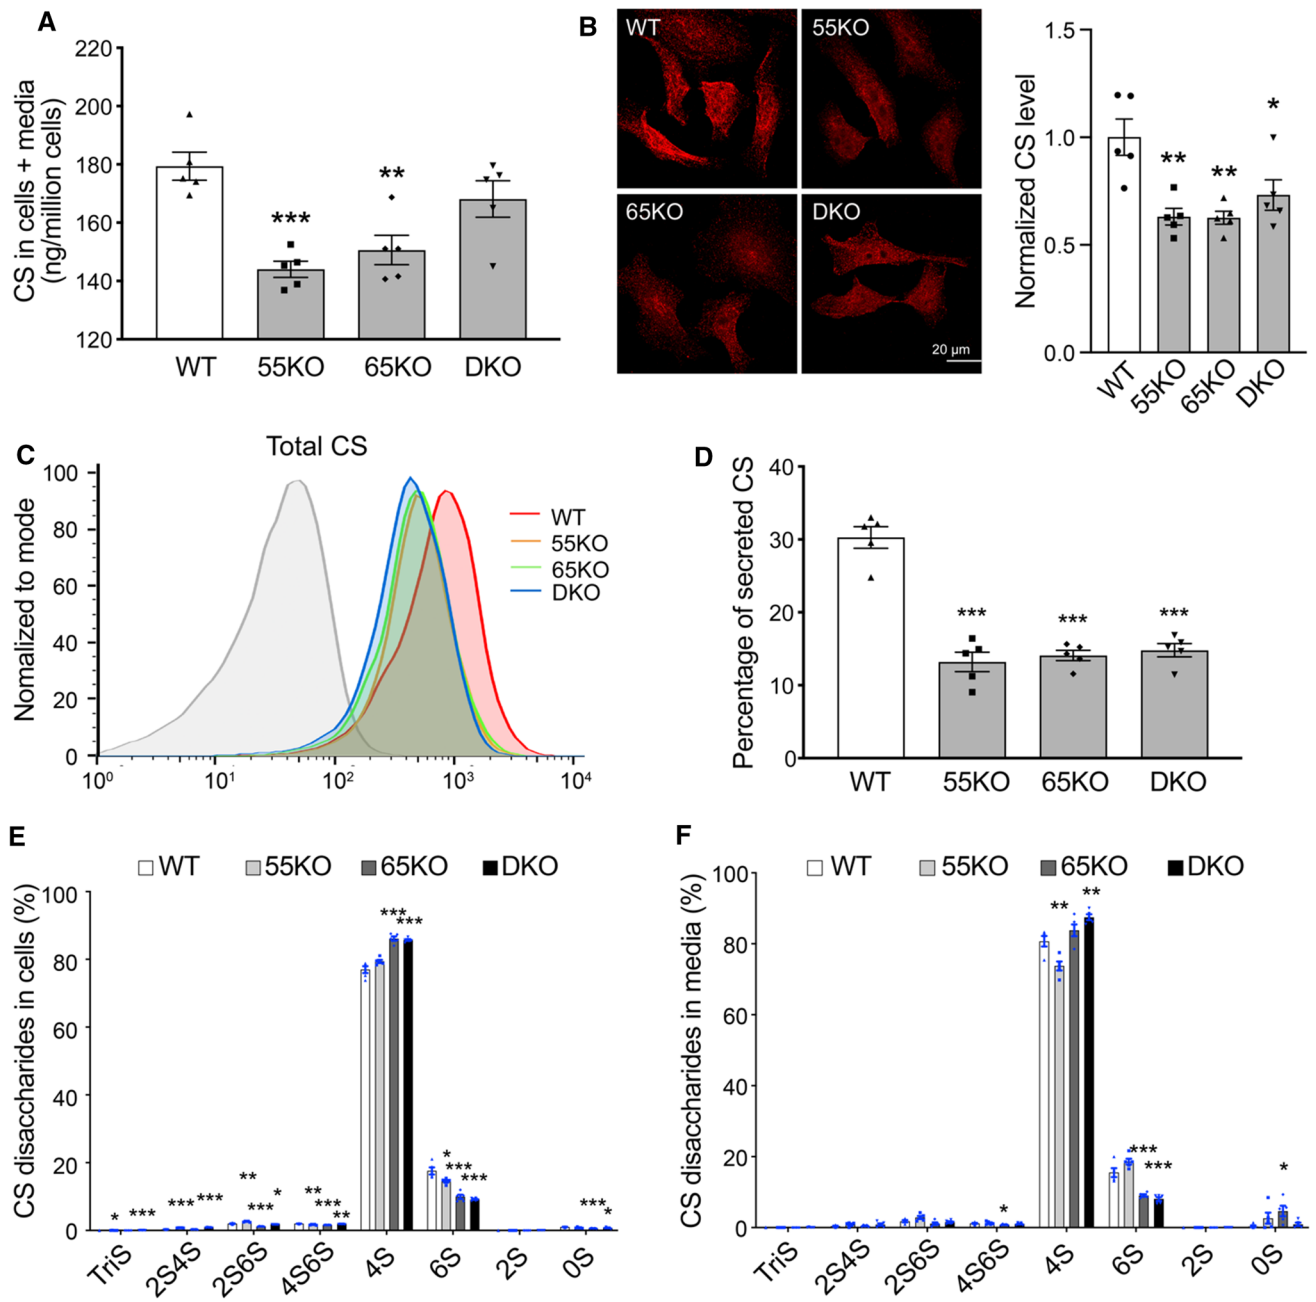 A
CS in cells + media
(ng/million cells)
220
200
180
160
140
120
***
**
WT
55KO
65KO
DKO
B
WT
55KO
65KO
DKO
20 µm
Normalized CS level
1.5
1.0
0.5
0.0
**
**
*
WT
55KO
65KO
DKO
C
Total CS
Nomalized to mode
100
80
60
40
20
0
10⁰
10¹
10²
10³
10⁴
WT
55KO
65KO
DKO
D
Percentage of secreted CS
40
30
20
10
0
***
***
***
WT
55KO
65KO
DKO
E
WT
55KO
65KO
DKO
CS disaccharides in cells (%)
100
80
60
40
20
0
*
***
***
***
**
***
*
**
***
**
***
***
*
***
***
***
*
TriS
2S4S
2S6S
4S6S
4S
6S
2S
0S
F
WT
55KO
65KO
DKO
CS disaccharides in media (%)
100
80
60
40
20
0
*
**
**
***
***
*
TriS
2S4S
2S6S
4S6S
4S
6S
2S
0S